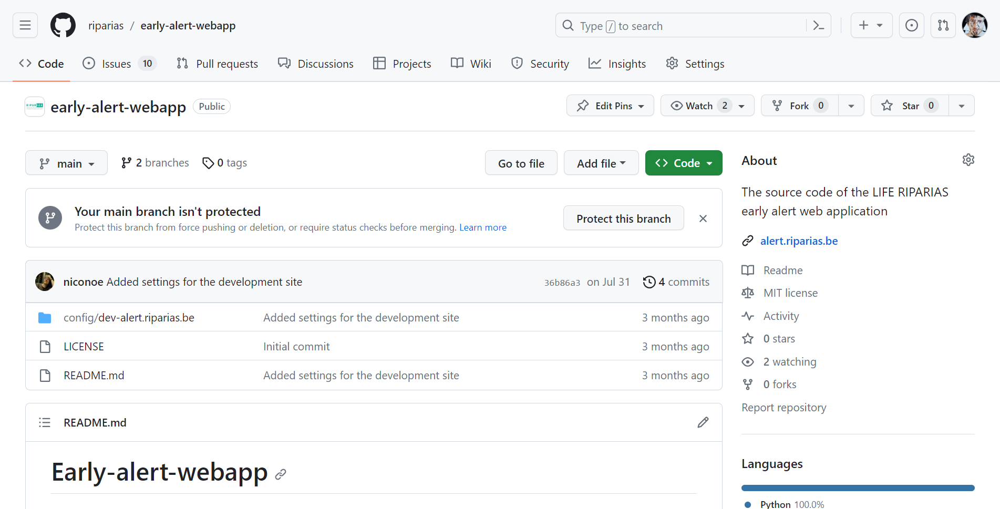 riparias / early-alert-webapp
Type / to search
Code
Issues 10
Pull requests
Discussions
Projects
Wiki
Security
Insights
Settings
RIPARIAS
early-alert-webapp Public
Edit Pins
Watch 2
Fork 0
Star 0
main
2 branches
0 tags
Go to file
Add file
Code
Your main branch isn't protected
Protect this branch from force pushing or deletion, or require status checks before merging. Learn more
Protect this branch
niconoe Added settings for the development site 36b86a3 on Jul 31 4 commits
config/dev-alert.riparias.be Added settings for the development site 3 months ago
LICENSE Initial commit 3 months ago
README.md Added settings for the development site 3 months ago
README.md
Early-alert-webapp
About
The source code of the LIFE RIPARIAS
early alert web application
alert.riparias.be
Readme
MIT license
Activity
0 stars
2 watching
0 forks
Report repository
Languages
Python 100.0%